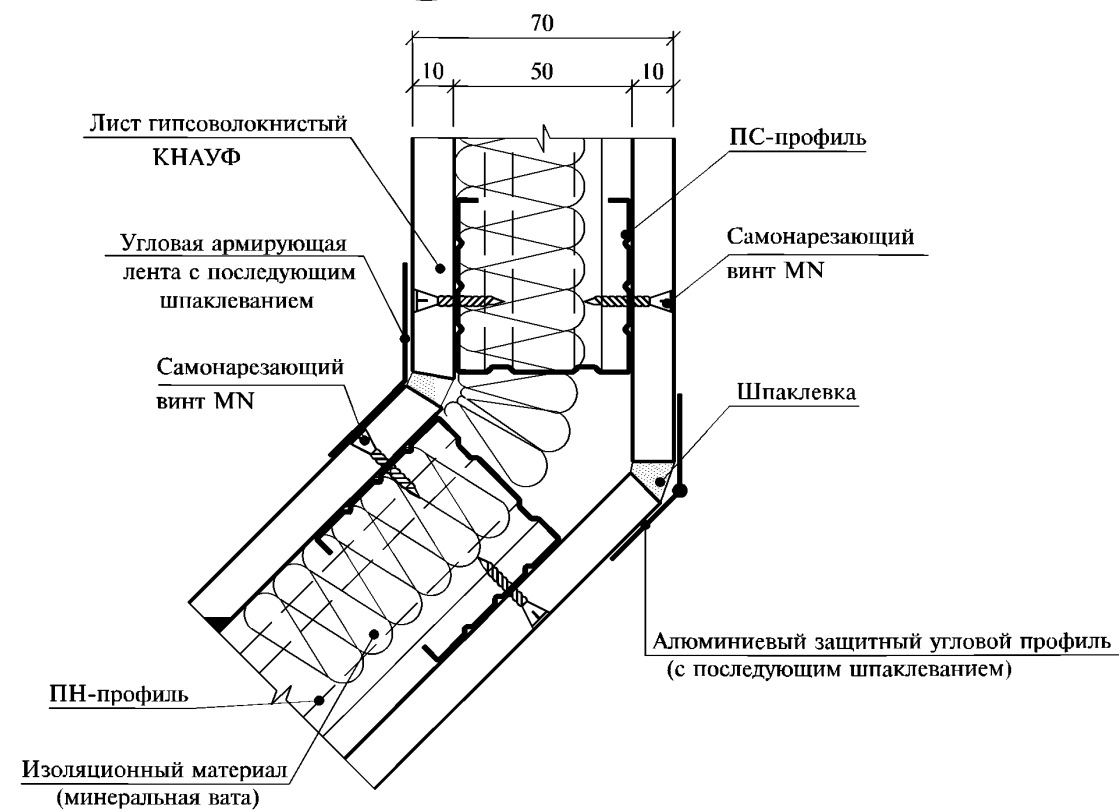 70
10 50 10
Лист гипсоволокнистый
КНАУФ
ПС-профиль
Угловая армирующая
лента с последующим
шпаклеванием
Самонарезающий
винт MN
Самонарезающий
винт MN
Шпаклевка
Алюминиевый защитный угловой профиль
(с последующим шпаклеванием)
ПН-профиль
Изоляционный материал
(минеральная вата)